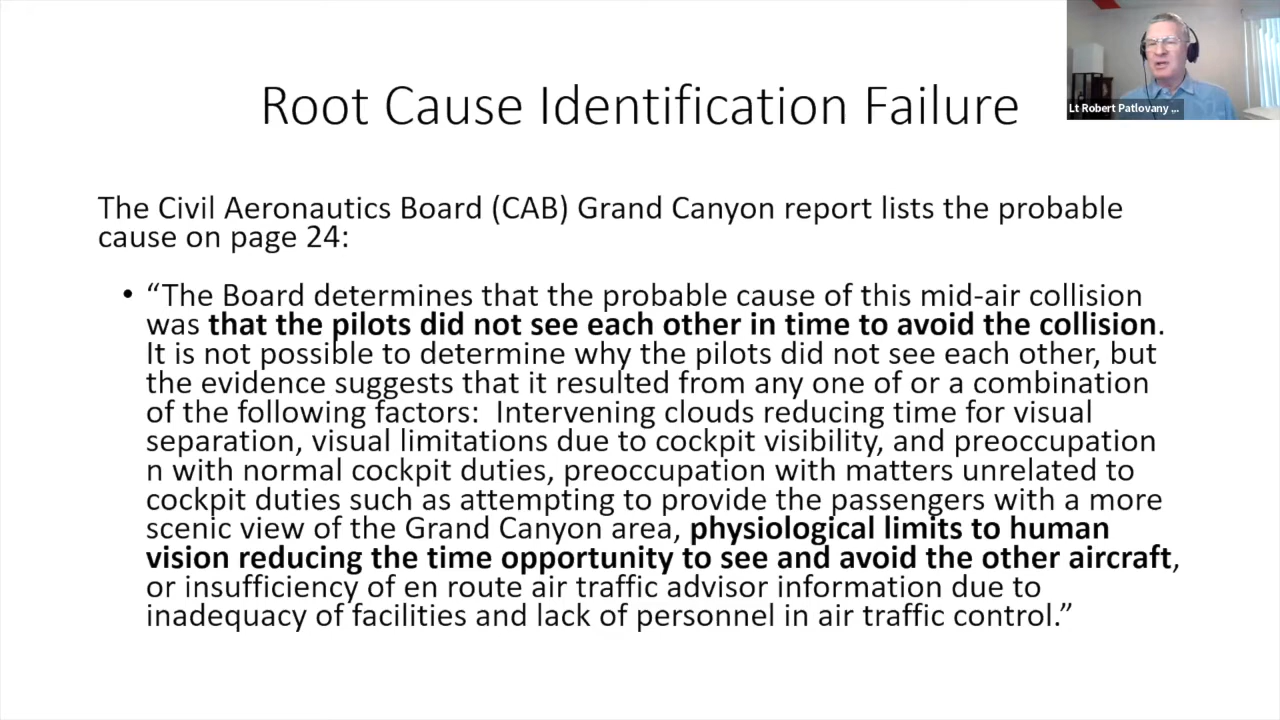 Root Cause Identification Failure
Lt Robert Patlovany ...
The Civil Aeronautics Board (CAB) Grand Canyon report lists the probable
cause on page 24:
• “The Board determines that the probable cause of this mid-air collision
was that the pilots did not see each other in time to avoid the collision.
It is not possible to determine why the pilots did not see each other, but
the evidence suggests that it resulted from any one of or a combination
of the following factors:  Intervening clouds reducing time for visual
separation, visual limitations due to cockpit visibility, and preoccupation
n with normal cockpit duties, preoccupation with matters unrelated to
cockpit duties such as attempting to provide the passengers with a more
scenic view of the Grand Canyon area, physiological limits to human
vision reducing the time opportunity to see and avoid the other aircraft,
or insufficiency of en route air traffic advisor information due to
inadequacy of facilities and lack of personnel in air traffic control.”